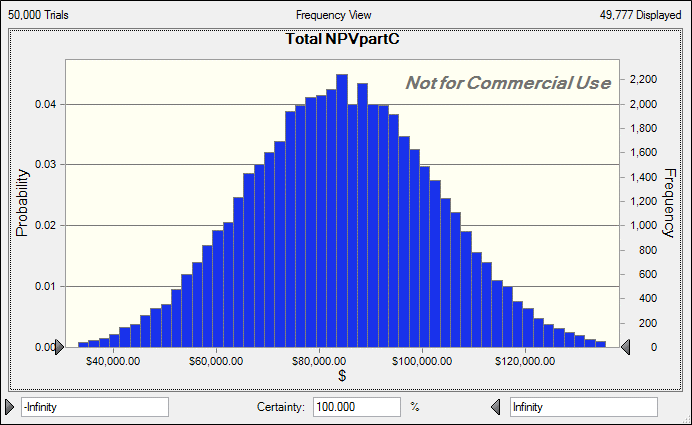 50,000 Trials Frequency View 49,777 Displayed
Total NPVpartC
Not for Commercial Use
Probability
0.04
0.03
0.02
0.01
0.00
2,200
2,000
1,800
1,600
1,400
1,200
1,000
800
600
400
200
0
Frequency
$40,000.00 $60,000.00 $80,000.00 $100,000.00 $120,000.00
$
-Infinity Certainty: 100.000 % Infinity